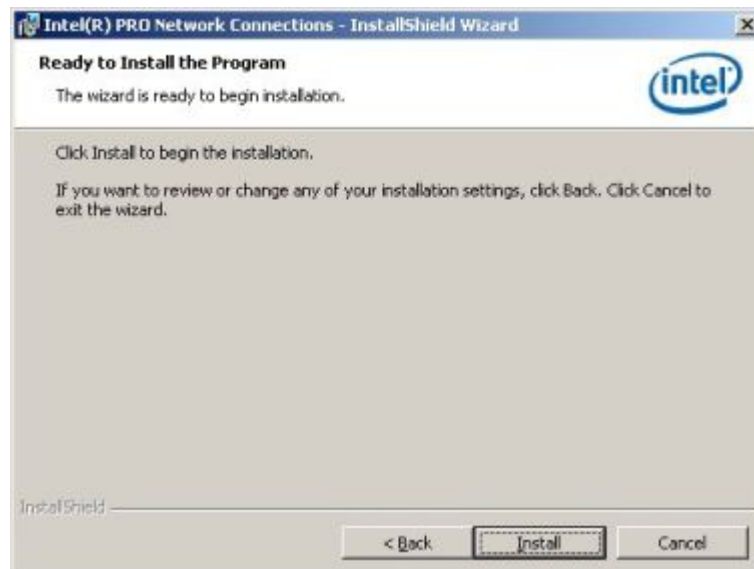 Intel(R) PRO Network Connections - InstallShield Wizard
Ready to Install the Program
The wizard is ready to begin installation.
intel
Click Install to begin the installation.
If you want to review or change any of your installation settings, click Back. Click Cancel to
exit the wizard.
InstallShield
< Back
Install
Cancel